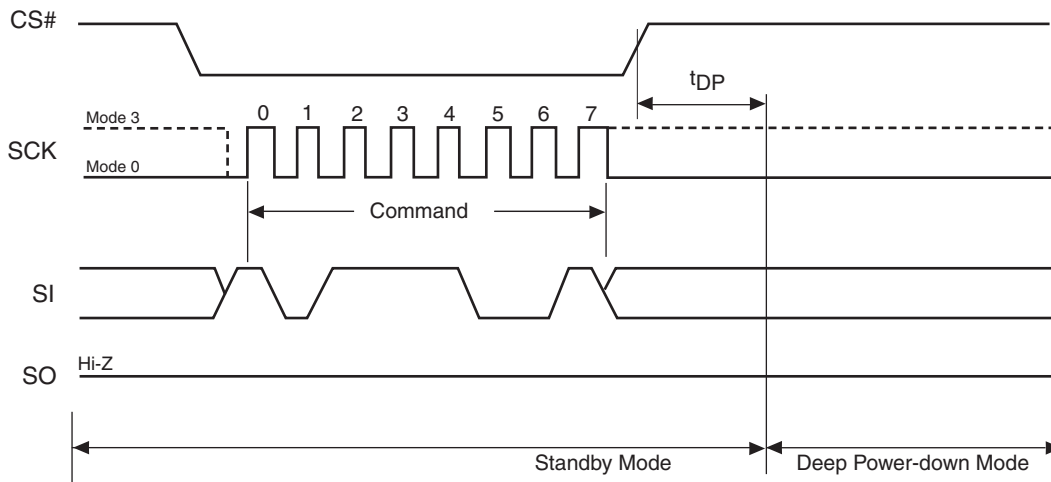 CS#
tDP
Mode 3
0 1 2 3 4 5 6 7
SCK
Mode 0
Command
SI
Hi-Z
SO
Standby Mode
Deep Power-down Mode